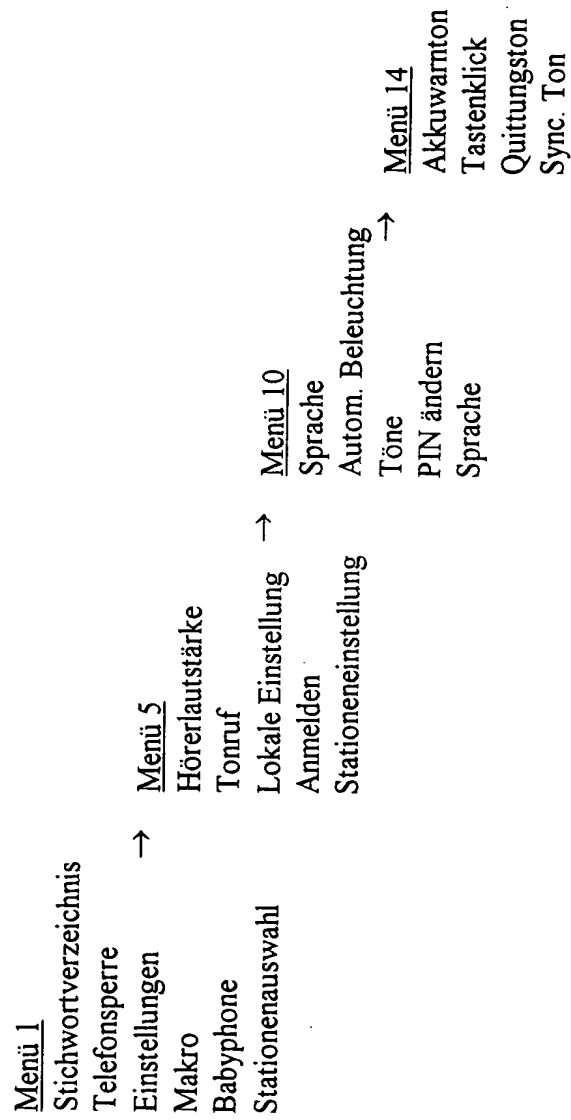 Menü 1
Stichwortverzeichnis
Telefonsperre
Einstellungen →
Makro
Babyphone
Stationenauswahl
Menü 5
Hörerlautstärke
Tonruf
Lokale Einstellung →
Anmelden
Stationeneinstellung
Menü 10
Sprache
Autom. Beleuchtung
Töne →
PIN ändern
Sprache
Menü 14
Akkuwarnton
Tastenklick
Quittungston
Sync. Ton